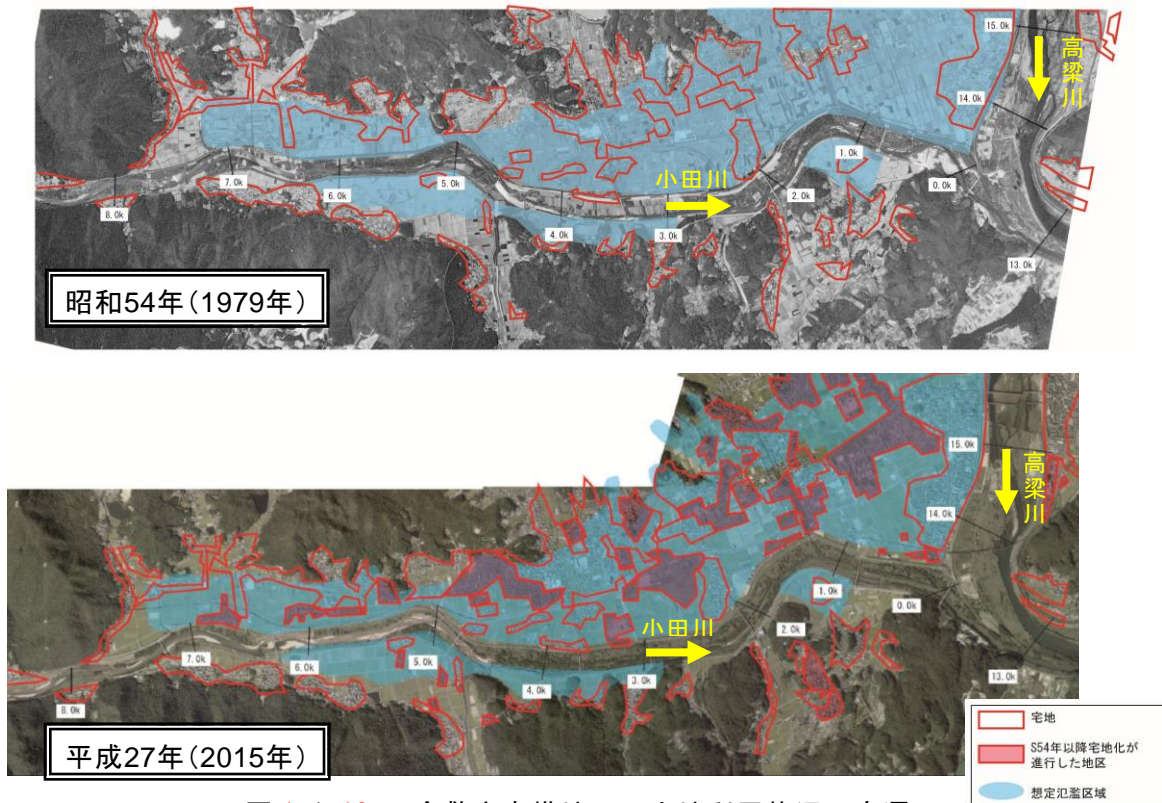 15.0k
高梁川
14.0k
1.0k
7.0k
小田川
5.0k
2.0k
0.0k
6.0k
8.0k
4.0k
3.0k
13.0k
昭和54年(1979年)
15.0k
高梁川
14.0k
1.0k
0.0k
小田川
2.0k
7.0k
6.0k
5.0k
3.0k
4.0k
13.0k
8.0k
平成27年(2015年)
宅地
S54年以降宅地化が
進行した地区
想定氾濫区域